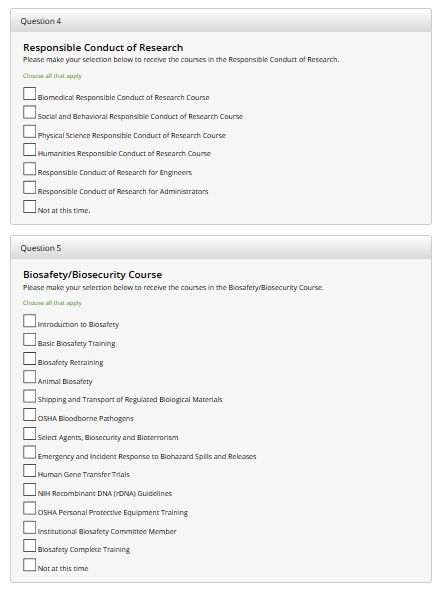 Question 4
Responsible Conduct of Research
Please make your selection below to receive the courses in the Responsible Conduct of Research.
Choose all that apply
Biomedical Responsible Conduct of Research Course
Social and Behavioral Responsible Conduct of Research Course
Physical Science Responsible Conduct of Research Course
Humanities Responsible Conduct of Research Course
Responsible Conduct of Research for Engineers
Responsible Conduct of Research for Administrators
Not at this time.
Question 5
Biosafety/Biosecurity Course
Please make your selection below to receive the courses in the Biosafety/Biosecurity Course.
Choose all that apply
Introduction to Biosafety
Basic Biosafety Training
Biosafety Retraining
Animal Biosafety
Shipping and Transport of Regulated Biological Materials
OSHA Bloodborne Pathogens
Select Agents, Biosecurity and Bioterrorism
Emergency and Incident Response to Biohazard Spills and Releases
Human Gene Transfer Trials
NIH Recombinant DNA (rDNA) Guidelines
OSHA Personal Protective Equipment Training
Institutional Biosafety Committee Member
Biosafety Complete Training
Not at this time